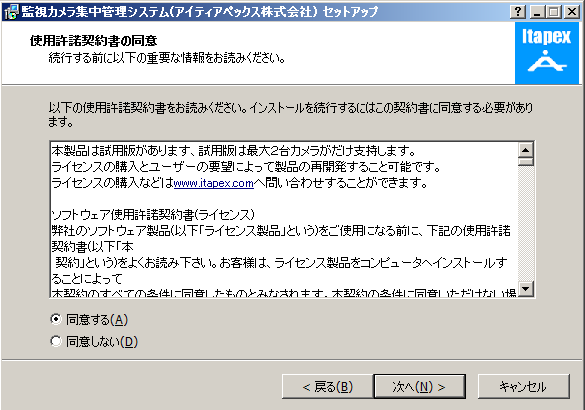 監視カメラ集中管理システム(アイティアペックス株式会社) セットアップ
使用許諾契約書の同意
続行する前に以下の重要な情報をお読みください。
Itapex
以下の使用許諾契約書をお読みください。インストールを続行するにはこの契約書に同意する必要があります。
本製品は試用版があります、試用版は最大2台カメラがだけ支持します。
ライセンスの購入とユーザーの要望によって製品の再開発すること可能です。
ライセンスの購入などはwww.itapex.comへ問い合わせすることができます。
ソフトウェア使用許諾契約書(ライセンス)
弊社のソフトウェア製品(以下「ライセンス製品」という)をご使用になる前に、下記の使用許諾
契約書(以下「本
契約」という)をよくお読み下さい。お客様は、ライセンス製品をコンピュータへインストールす
ることによって
本契約のすべての条件に同意したものとみなされます。本契約の条件に同意いただけない場
同意する(A)
同意しない(D)
< 戻る(B)
次へ(N) >
キャンセル